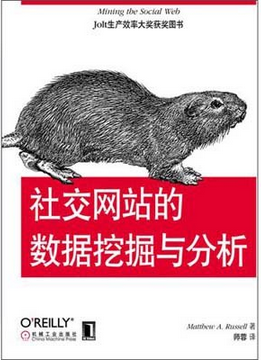 Mining the Social Web
Jolt生产效率大奖获奖图书
社交网站的
数据挖掘与分析
O'REILLY®
机械工业出版社
China Machine Press
Matthew A. Russell 著
师蓉 译